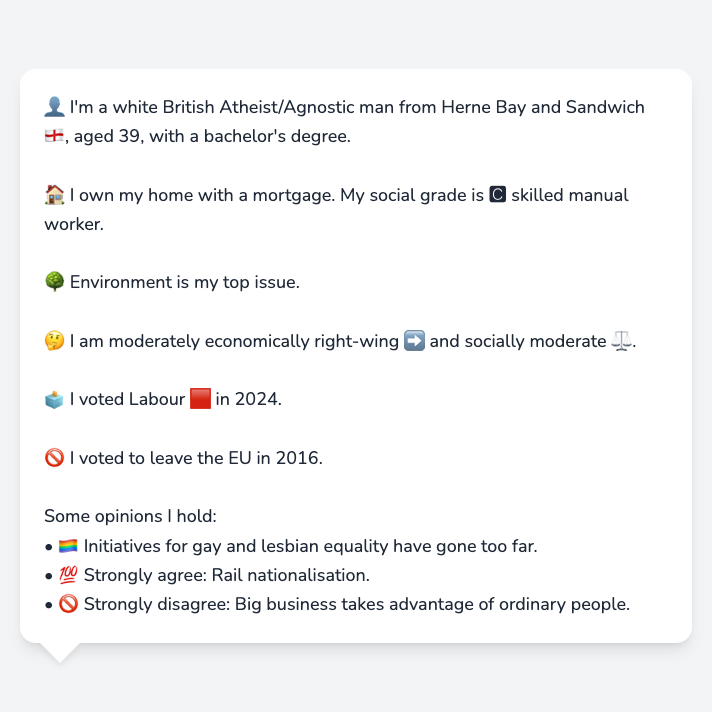 👤 I'm a white British Atheist/Agnostic man from Herne Bay and Sandwich
🏴󠁧󠁢󠁥󠁮󠁧󠁿, aged 39, with a bachelor's degree.
🏠 I own my home with a mortgage. My social grade is C skilled manual
worker.
🌳 Environment is my top issue.
🤔 I am moderately economically right-wing ➡️ and socially moderate ⚖️.
🗳️ I voted Labour 🟥 in 2024.
🚫 I voted to leave the EU in 2016.
Some opinions I hold:
• 🏳️‍🌈 Initiatives for gay and lesbian equality have gone too far.
• 💯 Strongly agree: Rail nationalisation.
• 🚫 Strongly disagree: Big business takes advantage of ordinary people.